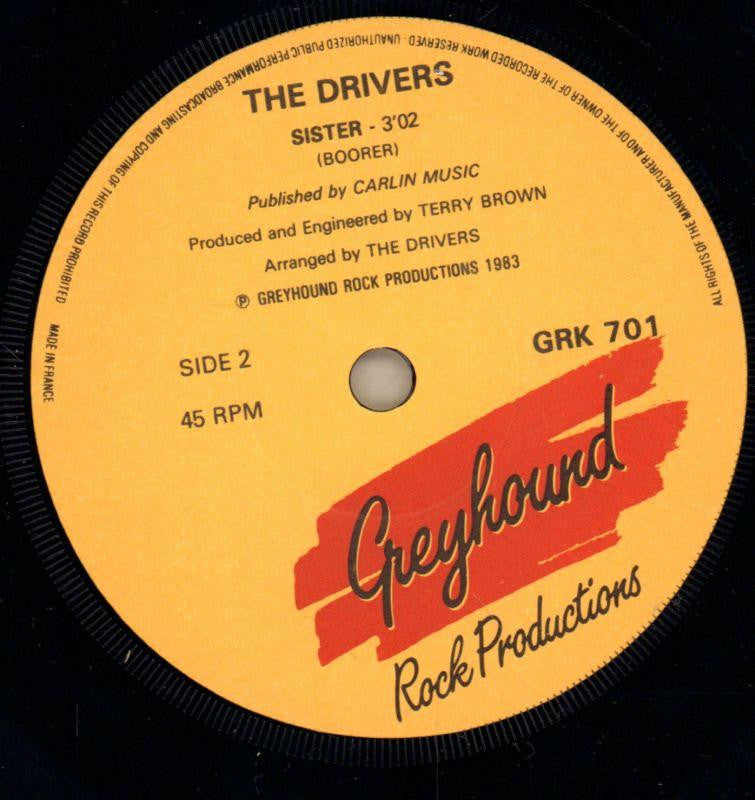 ALL RIGHTS OF THE MANUFACTURER AND OF THE OWNER OF THE RECORDED WORK RESERVED - UNAUTHORIZED PUBLIC PERFORMANCE BROADCASTING AND COPYING OF THIS RECORD PROHIBITED
MADE IN FRANCE
THE DRIVERS
SISTER - 3'02
(BOORER)
Published by CARLIN MUSIC
Produced and Engineered by TERRY BROWN
Arranged by THE DRIVERS
℗ GREYHOUND ROCK PRODUCTIONS 1983
SIDE 2
GRK 701
45 RPM
Greyhound
Rock Productions